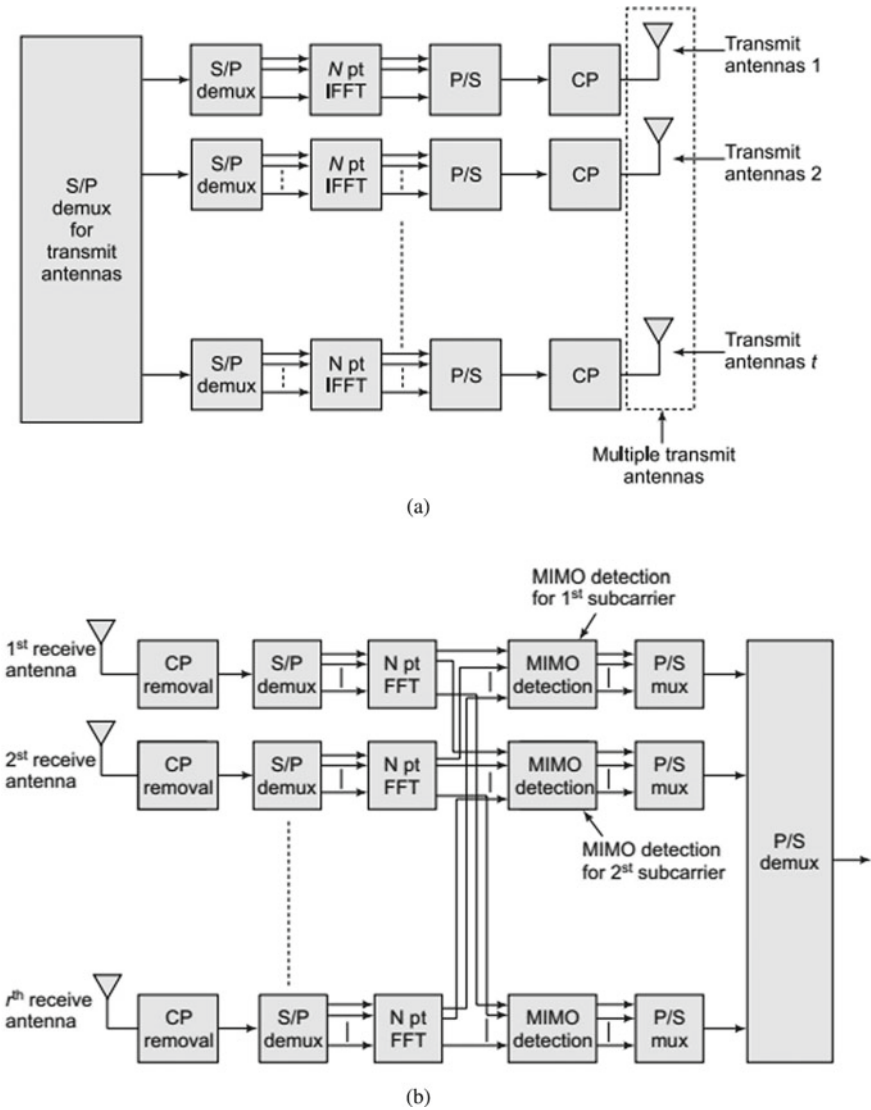 S/P
demux
for
transmit
antennas
S/P
demux
N pt
IFFT
P/S
CP
Transmit
antennas 1
S/P
demux
N pt
IFFT
P/S
CP
Transmit
antennas 2
S/P
demux
N pt
IFFT
P/S
CP
Transmit
antennas t
Multiple transmit
antennas
(a)
MIMO detection
for 1st subcarrier
1st receive
antenna
CP
removal
S/P
demux
N pt
FFT
MIMO
detection
P/S
mux
2st receive
antenna
CP
removal
S/P
demux
N pt
FFT
MIMO
detection
P/S
mux
MIMO detection
for 2st subcarrier
P/S
demux
rth receive
antenna
CP
removal
S/P
demux
N pt
FFT
MIMO
detection
P/S
mux
(b)